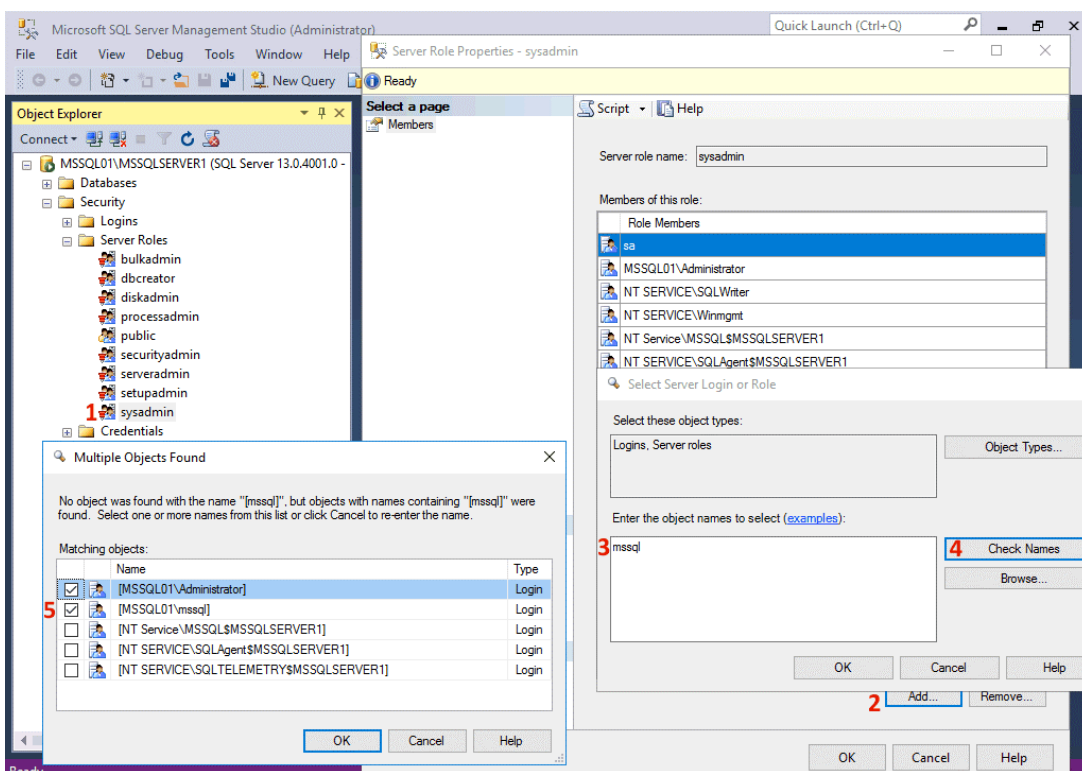 Microsoft SQL Server Management Studio (Administrator)
Quick Launch (Ctrl+Q)
File Edit View Debug Tools Window Help
New Query
Object Explorer
Connect
MSSQL01\MSSQLSERVER1 (SQL Server 13.0.4001.0 -
Databases
Security
Logins
Server Roles
bulkadmin
dbcreator
diskadmin
processadmin
public
securityadmin
serveradmin
setupadmin
1 sysadmin
Credentials
Server Role Properties - sysadmin
Ready
Select a page
Members
Script Help
Server role name: sysadmin
Members of this role:
Role Members
sa
MSSQL01\Administrator
NT SERVICE\SQLWriter
NT SERVICE\Winmgmt
NT Service\MSSQL$MSSQLSERVER1
NT SERVICE\SQLAgent$MSSQLSERVER1
Select Server Login or Role
Select these object types:
Logins, Server roles
Object Types...
Enter the object names to select (examples):
3 mssql
4 Check Names
Browse...
OK Cancel Help
2 Add... Remove...
OK Cancel Help
Multiple Objects Found
No object was found with the name "[mssql]", but objects with names containing "[mssql]" were
found. Select one or more names from this list or click Cancel to re-enter the name.
Matching objects:
Name Type
[MSSQL01\Administrator] Login
5 [MSSQL01\mssql] Login
[NT Service\MSSQL$MSSQLSERVER1] Login
[NT SERVICE\SQLAgent$MSSQLSERVER1] Login
[NT SERVICE\SQLTELEMETRY$MSSQLSERVER1] Login
OK Cancel Help